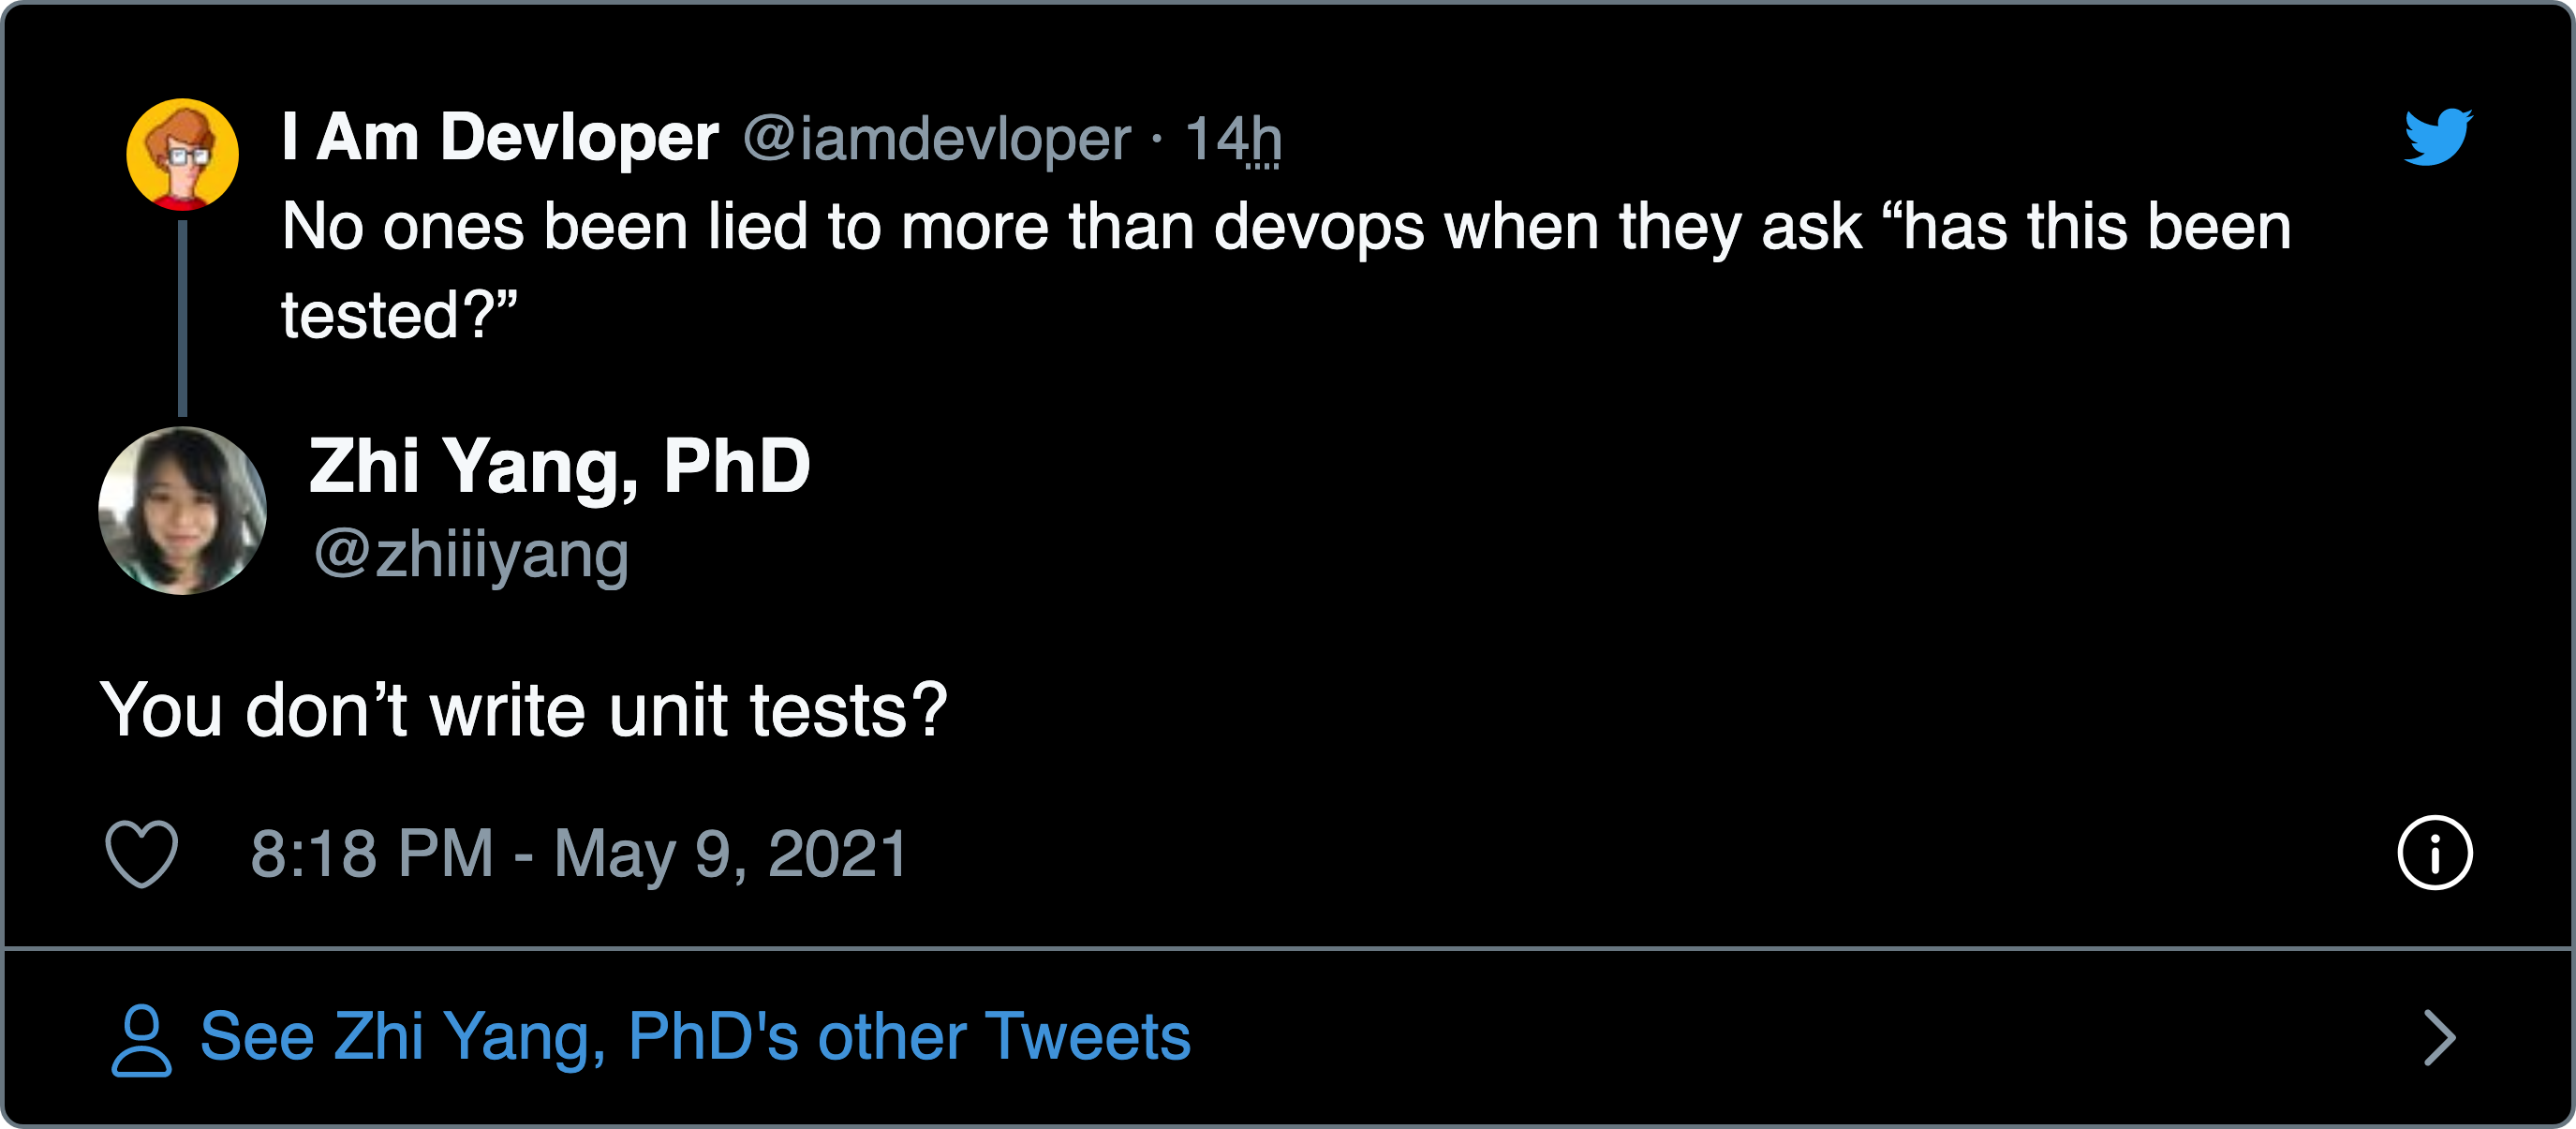 I Am Devloper @iamdevloper · 14h
No ones been lied to more than devops when they ask “has this been
tested?”
Zhi Yang, PhD
@zhiiiyang
You don’t write unit tests?
8:18 PM - May 9, 2021
See Zhi Yang, PhD's other Tweets